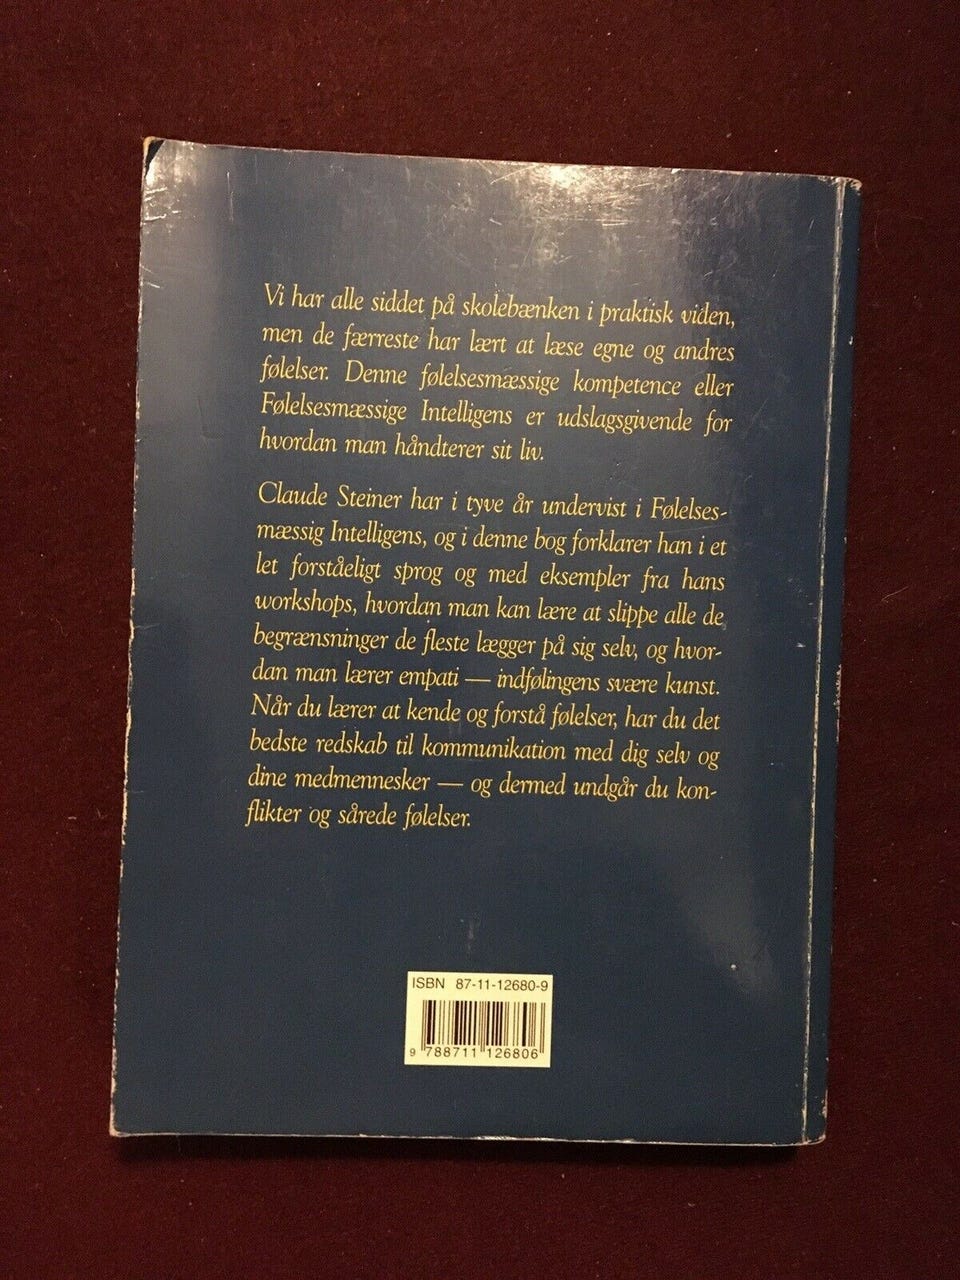 Vi har alle siddet på skolebænken i praktisk viden,
men de færreste har lært at læse egne og andres
følelser. Denne følelsesmæssige kompetence eller
Følelsesmæssige Intelligens er udslagsgivende for
hvordan man håndterer sit liv.
Claude Steiner har i tyve år undervist i Følelses-
mæssig Intelligens, og i denne bog forklarer han i et
let forståeligt sprog og med eksempler fra hans
workshops, hvordan man kan lære at slippe alle de
begrænsninger de fleste lægger på sig selv, og hvor-
dan man lærer empati — indfølingens svære kunst.
Når du lærer at kende og forstå følelser, har du det
bedste redskab til kommunikation med dig selv og
dine medmennesker — og dermed undgår du kon-
flikter og sårede følelser.
ISBN 87-11-12680-9
9 788711 126806